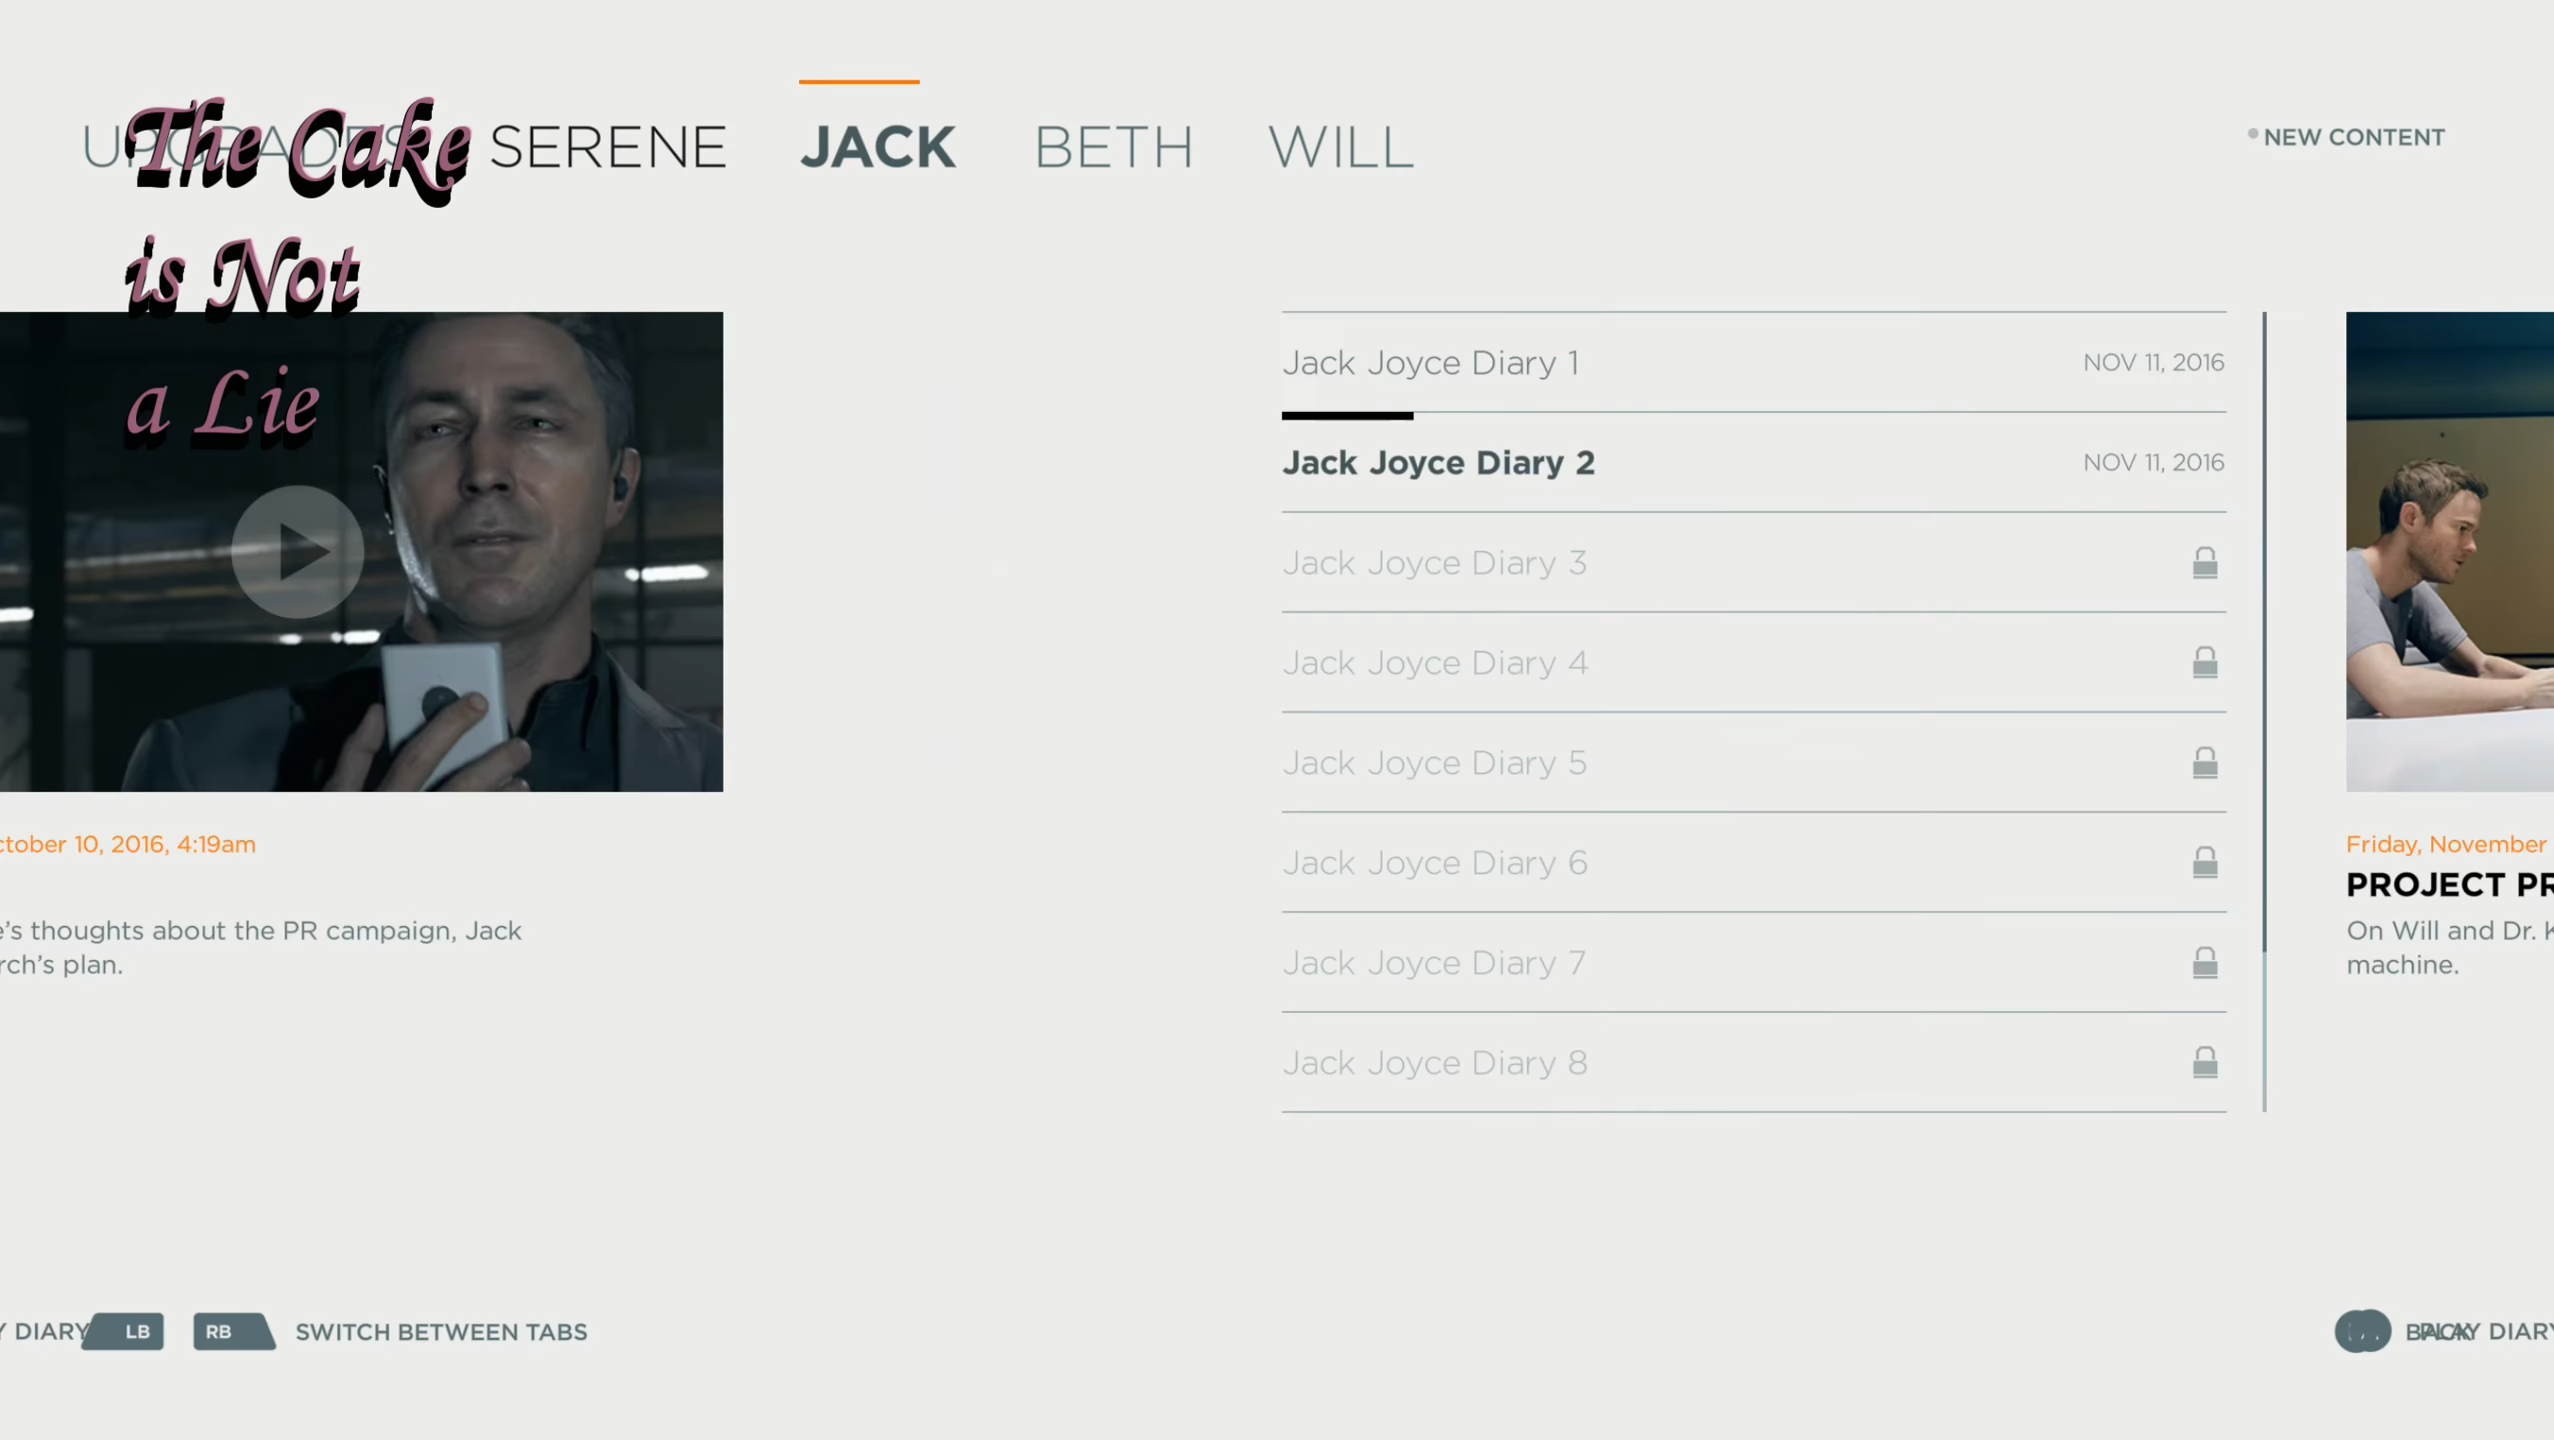 UPGRADES SERENE JACK BETH WILL
NEW CONTENT
The Cake
is Not
a Lie
Jack Joyce Diary 1 NOV 11, 2016
Jack Joyce Diary 2 NOV 11, 2016
Jack Joyce Diary 3
Jack Joyce Diary 4
Jack Joyce Diary 5
Jack Joyce Diary 6
Jack Joyce Diary 7
Jack Joyce Diary 8
ctober 10, 2016, 4:19am
e's thoughts about the PR campaign, Jack
rch's plan.
Friday, November
PROJECT PR
On Will and Dr. K
machine.
Y DIARY LB RB SWITCH BETWEEN TABS
BACK PLAY DIARY